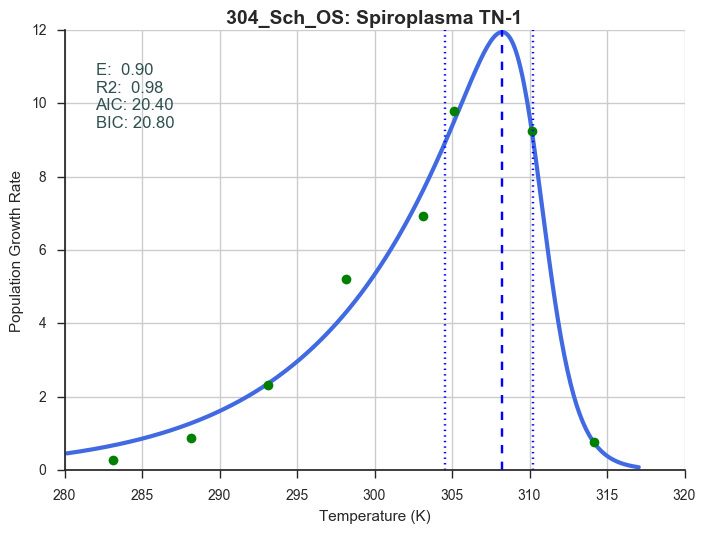 304_Sch_OS: Spiroplasma TN-1
E:  0.90
R2:  0.98
AIC: 20.40
BIC: 20.80
Population Growth Rate
12
10
8
6
4
2
0
280 285 290 295 300 305 310 315 320
Temperature (K)